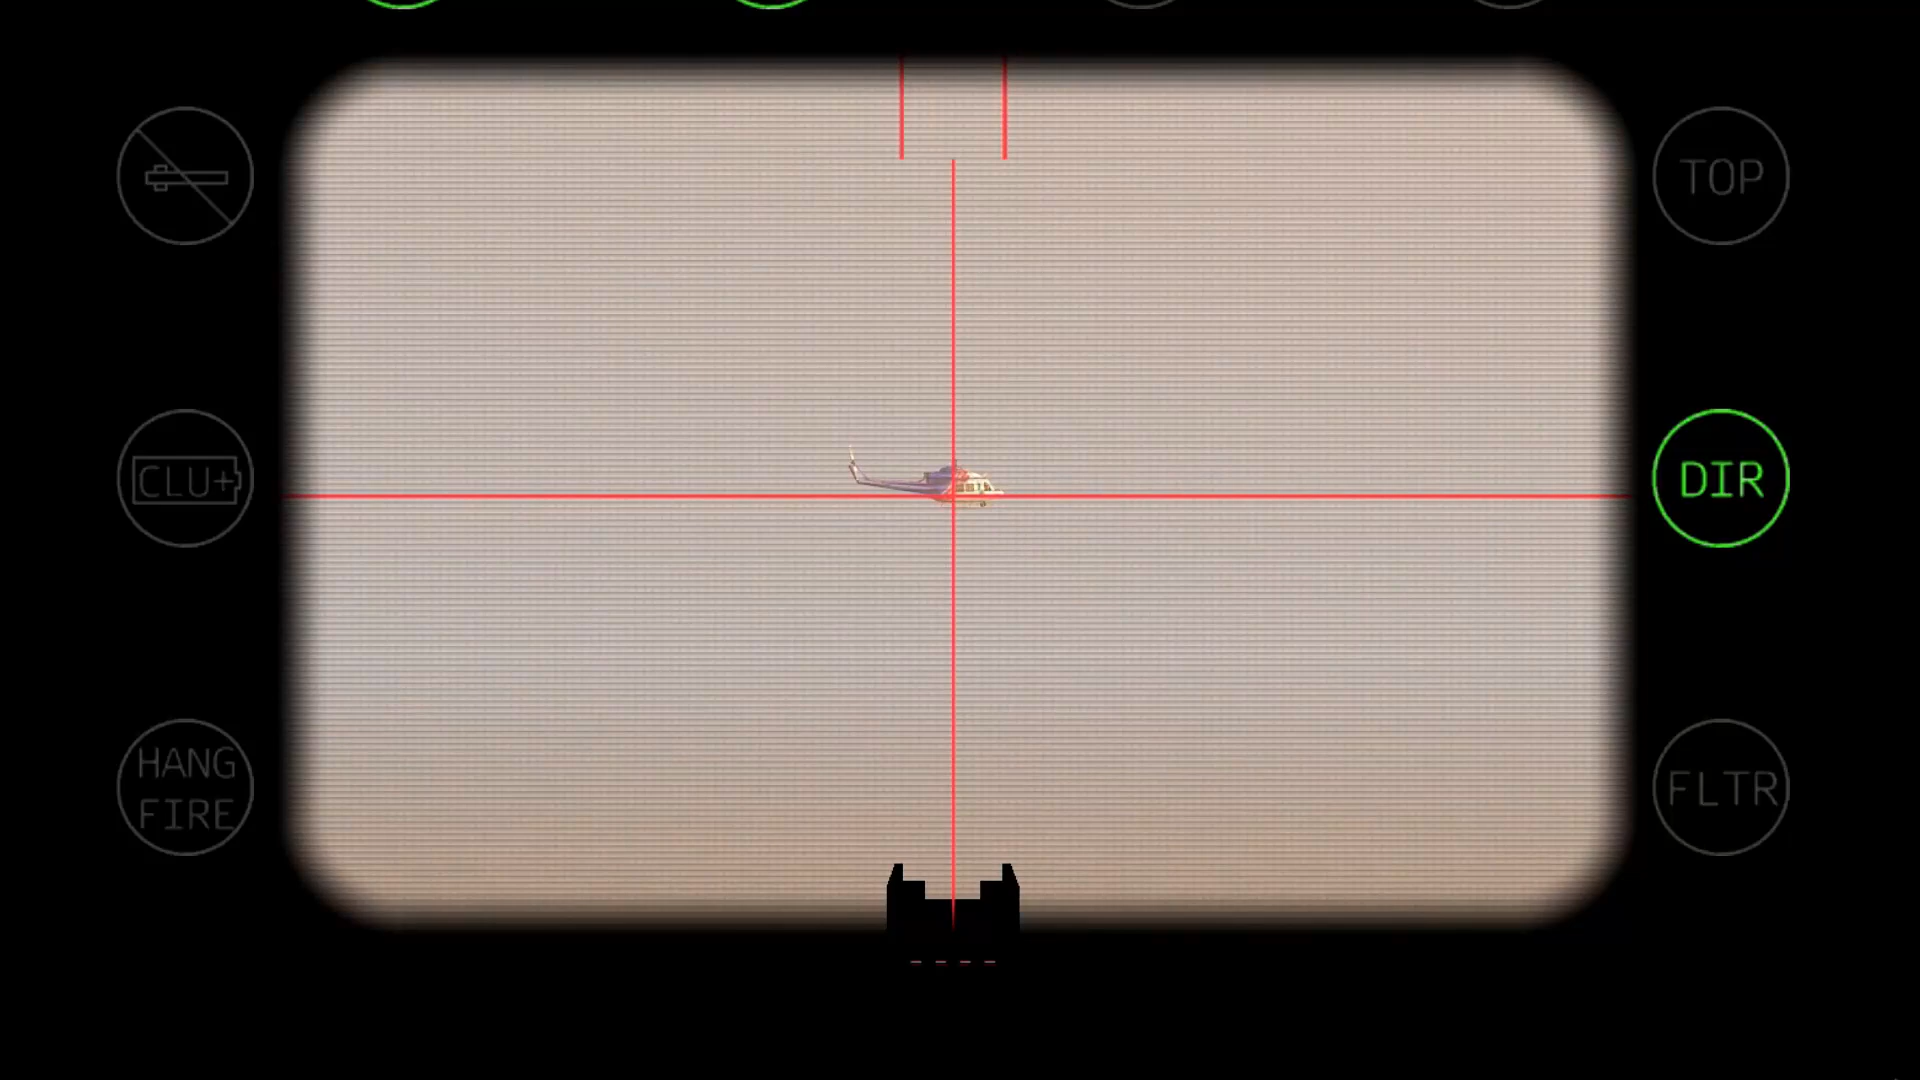 TOP
CLU+
DIR
HANG
FIRE
FLTR